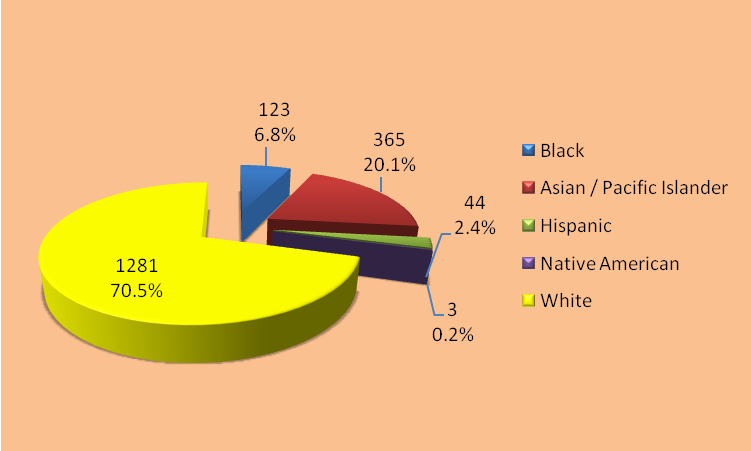 123
6.8%
365
20.1%
44
2.4%
3
0.2%
1281
70.5%
Black
Asian / Pacific Islander
Hispanic
Native American
White